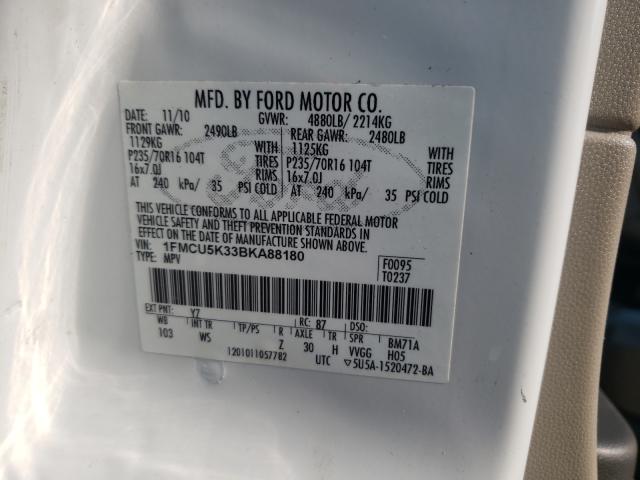 MFD. BY FORD MOTOR CO.
DATE: 11/10 GVWR: 4880LB/ 2214KG
FRONT GAWR: 2490LB REAR GAWR: 2480LB
1129KG WITH 1125KG WITH
P235/70R16 104T TIRES P235/70R16 104T TIRES
16x7.0J RIMS 16x7.0J RIMS
AT 240 kPa/ 35 PSI COLD AT 240 kPa/ 35 PSI COLD
THIS VEHICLE CONFORMS TO ALL APPLICABLE FEDERAL MOTOR
VEHICLE SAFETY AND THEFT PREVENTION STANDARDS IN
EFFECT ON THE DATE OF MANUFACTURE SHOWN ABOVE.
VIN: 1FMCU5K33BKA88180 F0095
TYPE: MPV T0237
EXT PNT: YZ RC: 87 DSO:
WB INT TR TP/PS R AXLE TR SPR BM71A
103 WS Z 30 H VVGG H05
1201011057782 UTC ▽5U5A-1520472-BA
Ford